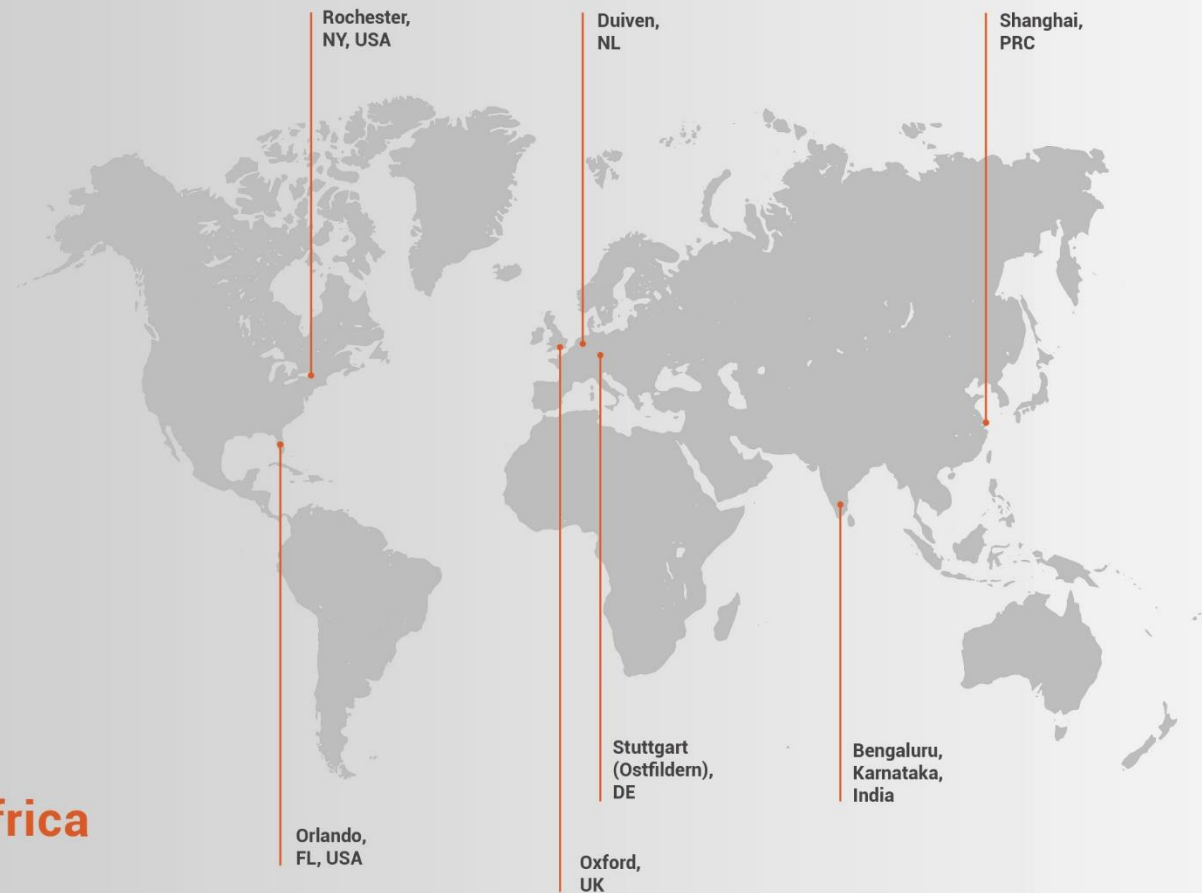 Rochester,
NY, USA
Duiven,
NL
Shanghai,
PRC
Stuttgart
(Ostfildern),
DE
Bengaluru,
Karnataka,
India
frica
Orlando,
FL, USA
Oxford,
UK